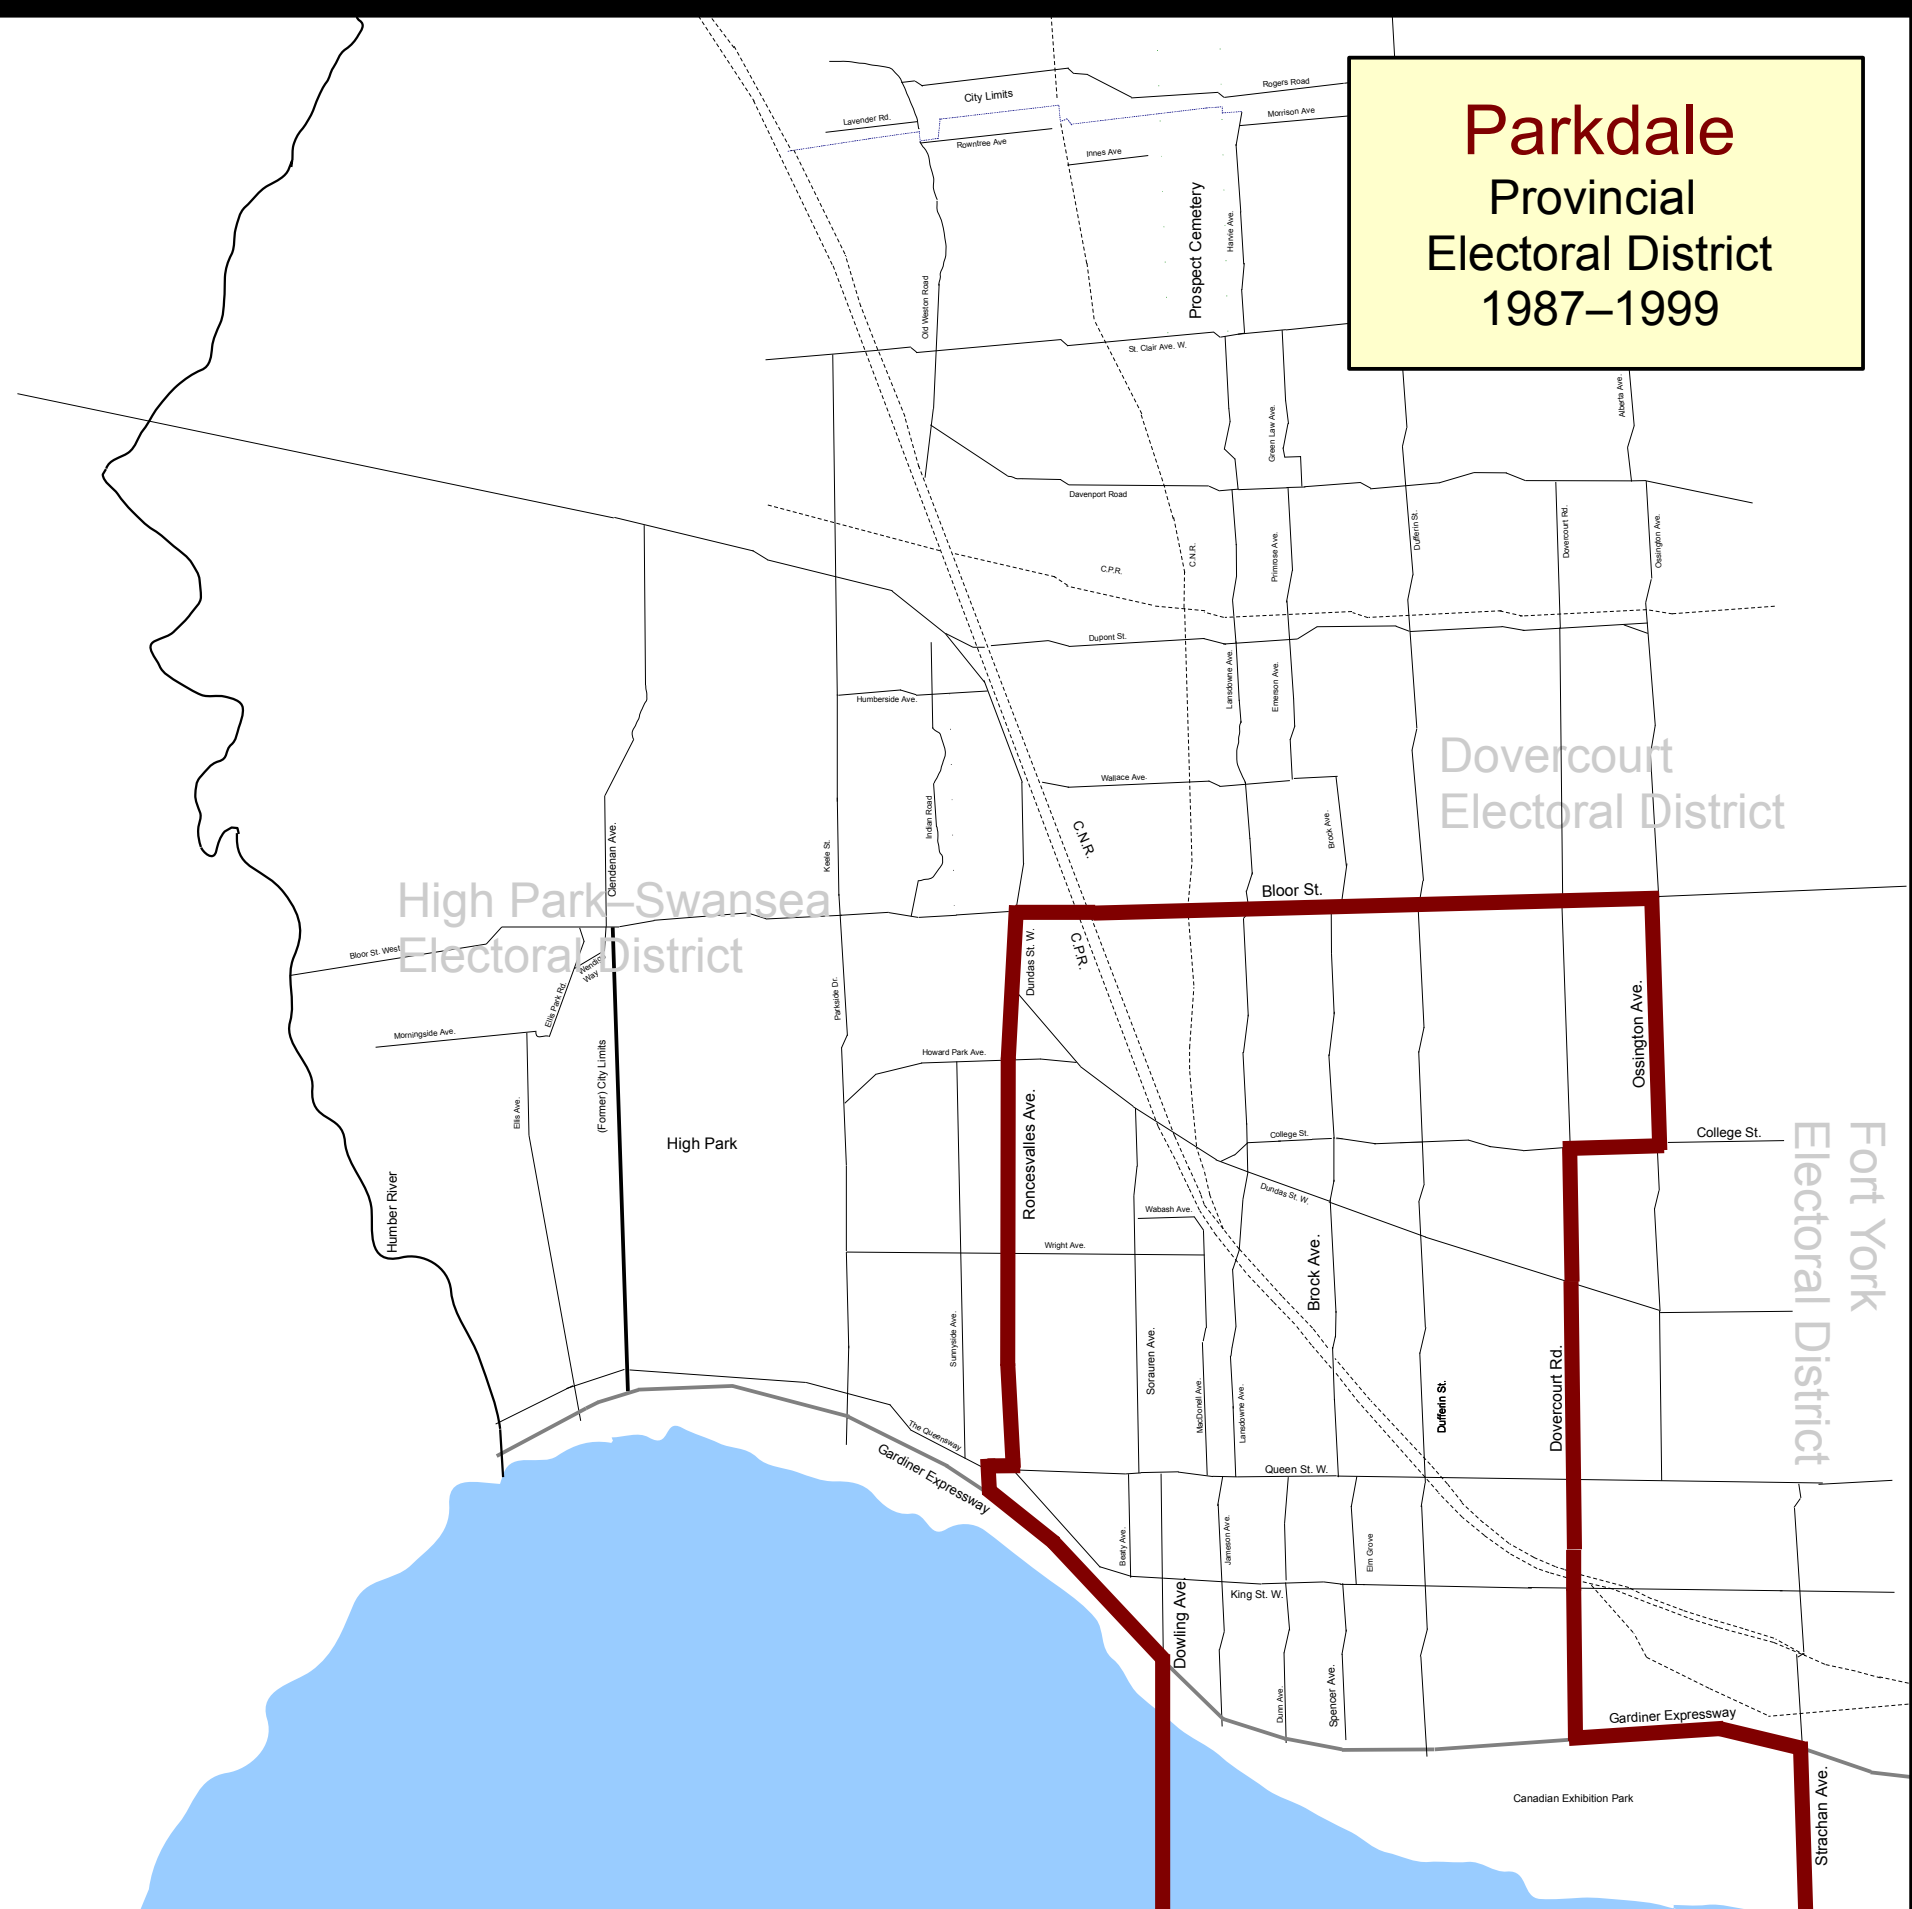 Parkdale
Provincial
Electoral District
1987–1999
Rogers Road
City Limits
Lavender Rd.
Morrison Ave
Rowntree Ave
Innes Ave
Prospect Cemetery
Harvie Ave.
Old Weston Road
St. Clair Ave. W.
Green Law Ave.
Alberta Ave.
Davenport Road
Dufferin St.
Dovercourt Rd.
Ossington Ave.
C.N.R.
Primrose Ave.
C.P.R.
Dupont St.
Lansdowne Ave.
Emerson Ave.
Humberside Ave.
Dovercourt
Electoral District
Wallace Ave.
Indian Road
Keele St.
Clendenan Ave.
C.N.R.
Brock Ave.
Bloor St.
High Park–Swansea
Electoral District
Bloor St. West
Wendigo
Way
Ellis Park Rd.
Dundas St. W.
C.P.R.
Parkside Dr.
Morningside Ave.
(Former) City Limits
Howard Park Ave.
Ossington Ave.
Ellis Ave.
High Park
Roncesvalles Ave.
College St.
College St.
Fort York
Electoral District
Humber River
Wabash Ave.
Dundas St. W.
Wright Ave.
Brock Ave.
Sunnyside Ave.
Sorauren Ave.
MacDonell Ave.
Lansdowne Ave.
Dufferin St.
Dovercourt Rd.
The Queensway
Gardiner Expressway
Queen St. W.
Beaty Ave.
Jameson Ave.
Elm Grove
King St. W.
Dowling Ave.
Dunn Ave.
Spencer Ave.
Gardiner Expressway
Canadian Exhibition Park
Strachan Ave.